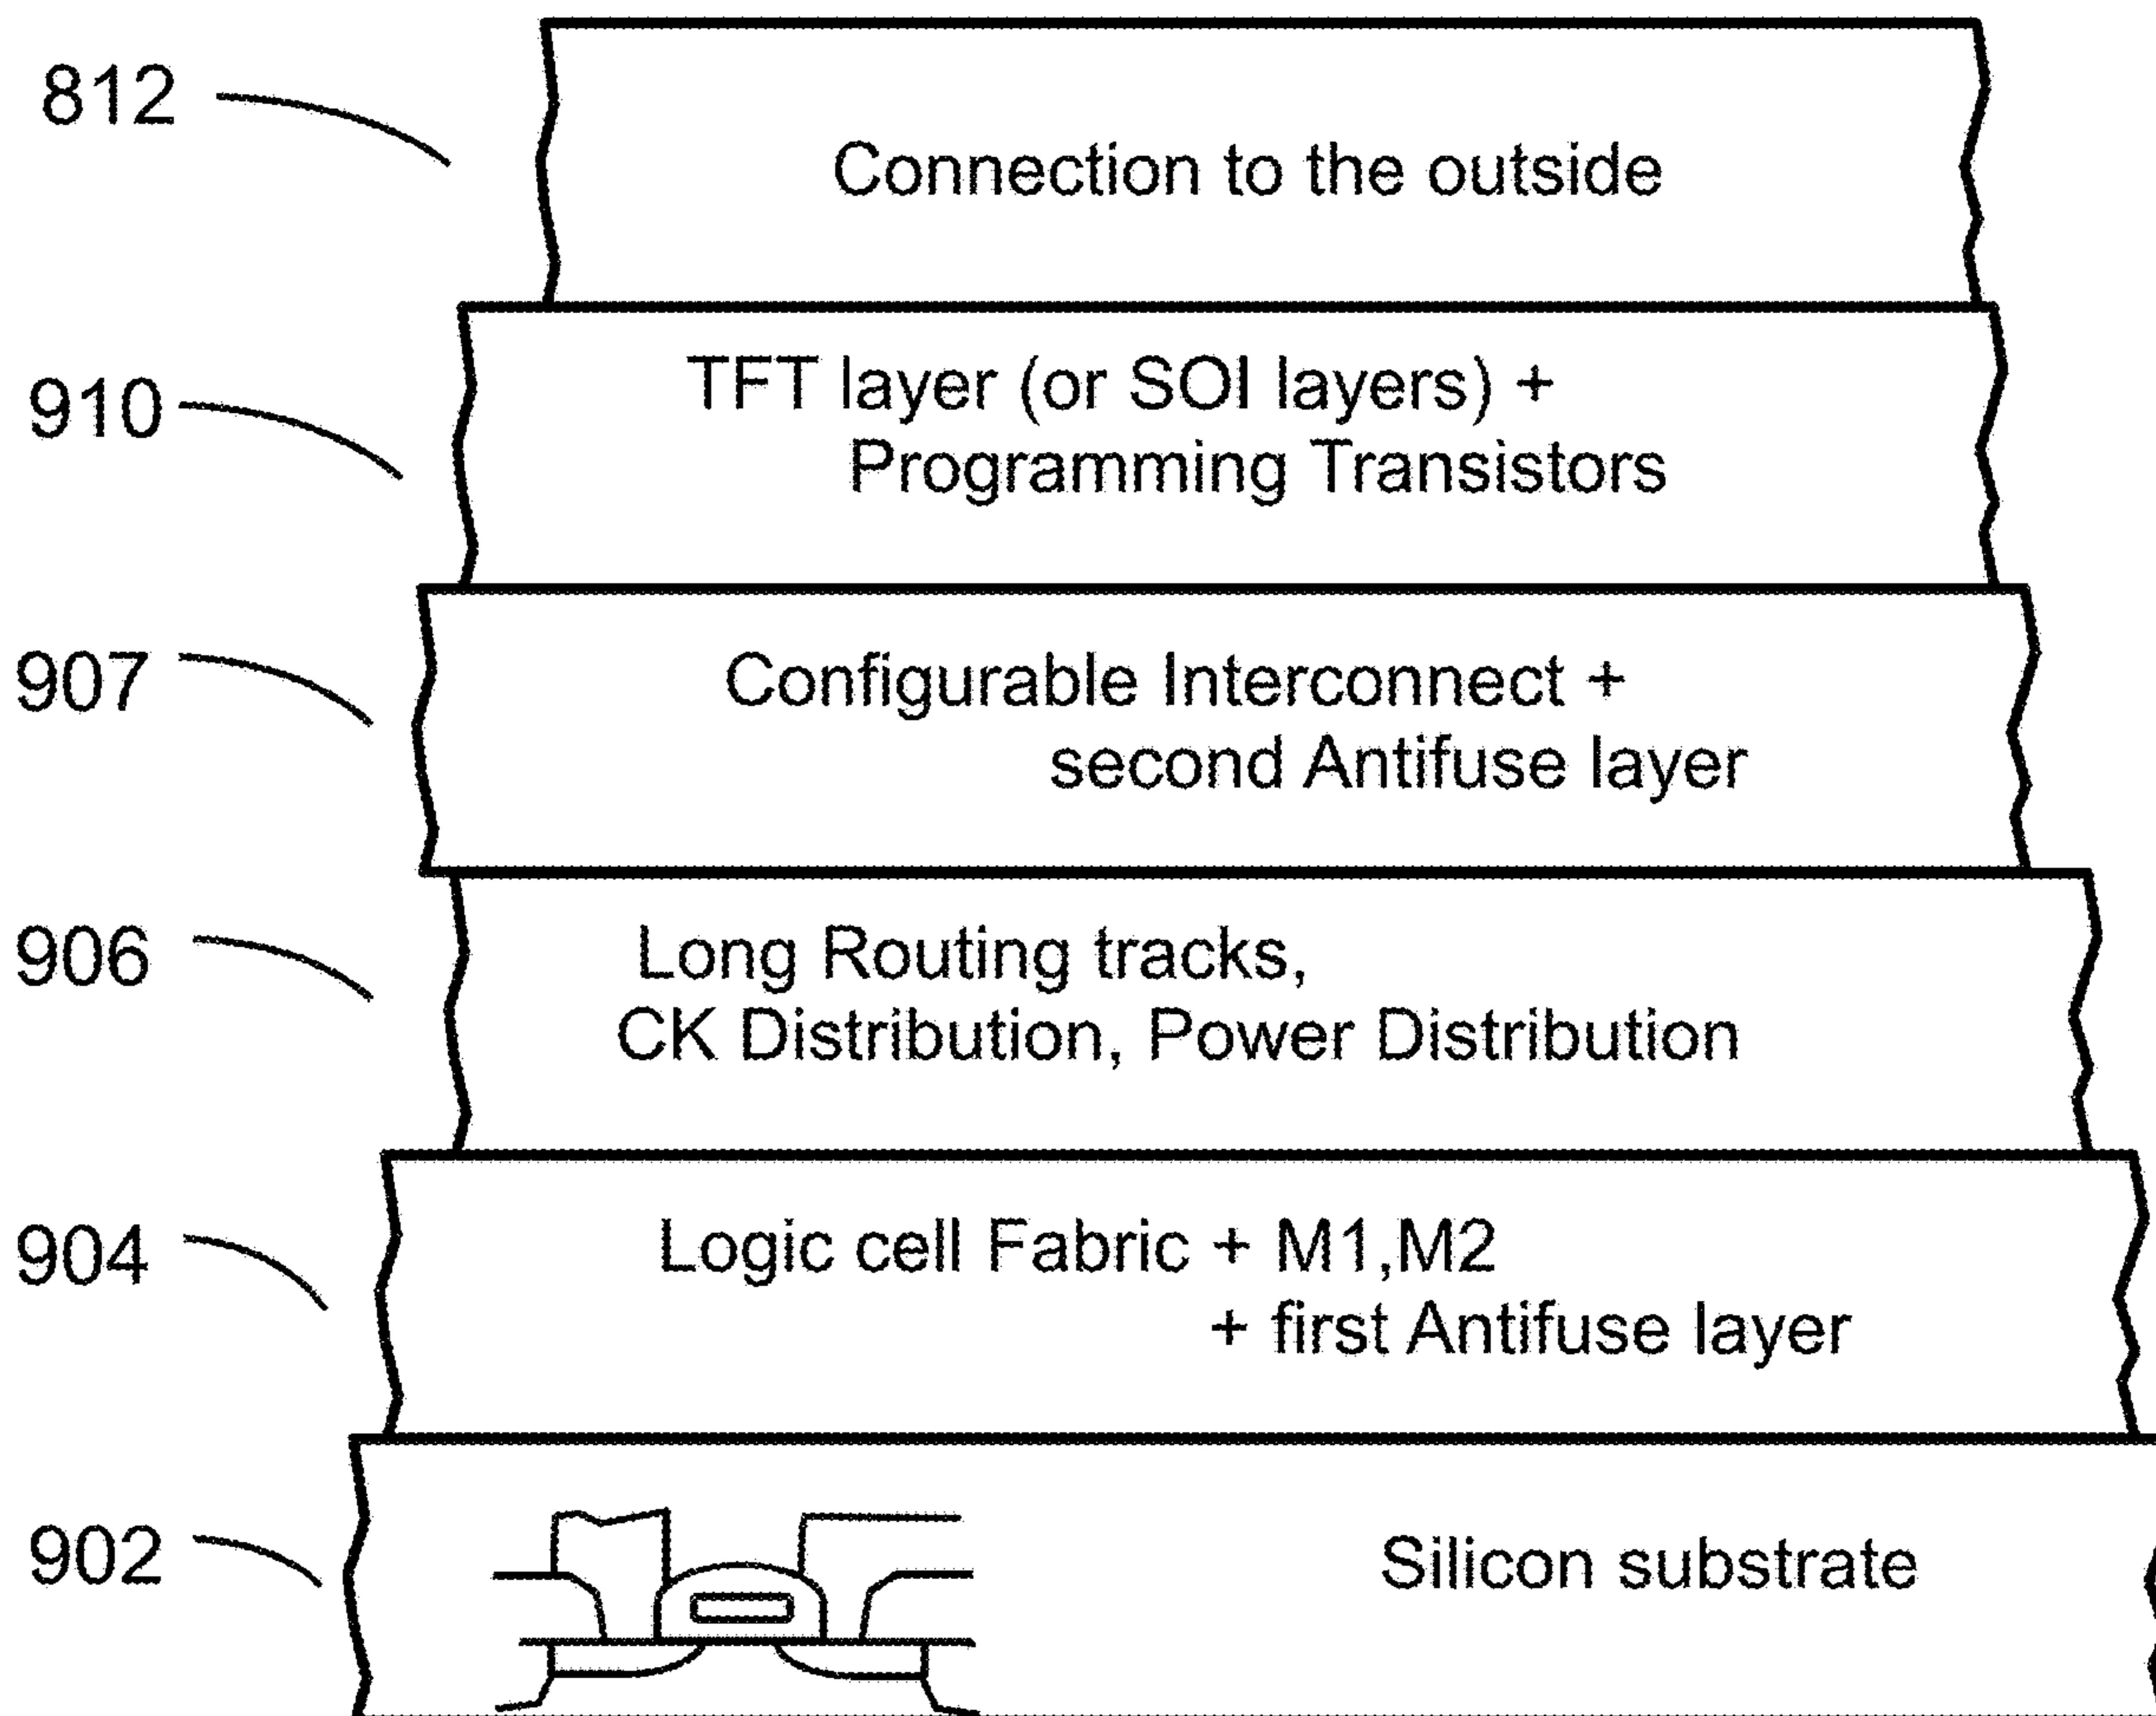 812
Connection to the outside
910
TFT layer (or SOI layers) +
Programming Transistors
907
Configurable Interconnect +
second Antifuse layer
906
Long Routing tracks,
CK Distribution, Power Distribution
904
Logic cell Fabric + M1,M2
+ first Antifuse layer
902
Silicon substrate